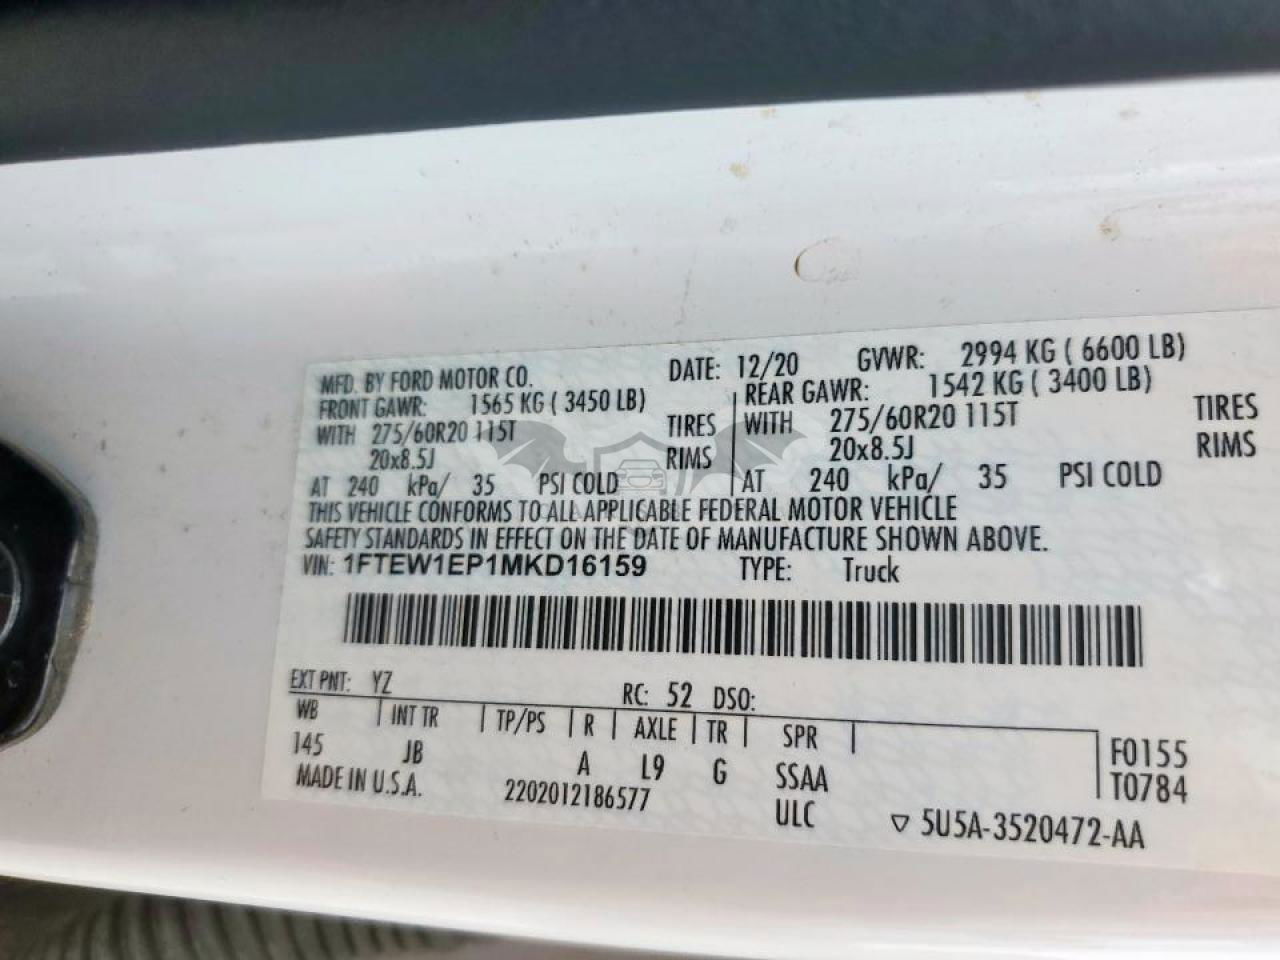 MFD. BY FORD MOTOR CO. DATE: 12/20 GVWR: 2994 KG ( 6600 LB)
FRONT GAWR: 1565 KG ( 3450 LB) REAR GAWR: 1542 KG ( 3400 LB)
WITH 275/60R20 115T TIRES WITH 275/60R20 115T TIRES
20x8.5J RIMS 20x8.5J RIMS
AT 240 kPa/ 35 PSI COLD AT 240 kPa/ 35 PSI COLD
THIS VEHICLE CONFORMS TO ALL APPLICABLE FEDERAL MOTOR VEHICLE
SAFETY STANDARDS IN EFFECT ON THE DATE OF MANUFACTURE SHOWN ABOVE.
VIN: 1FTEW1EP1MKD16159 TYPE: Truck
EXT PNT: YZ RC: 52 DSO:
WB INT TR TP/PS R AXLE TR SPR F0155
145 JB A L9 G SSAA T0784
MADE IN U.S.A. 2202012186577 ULC ▽ 5U5A-3520472-AA